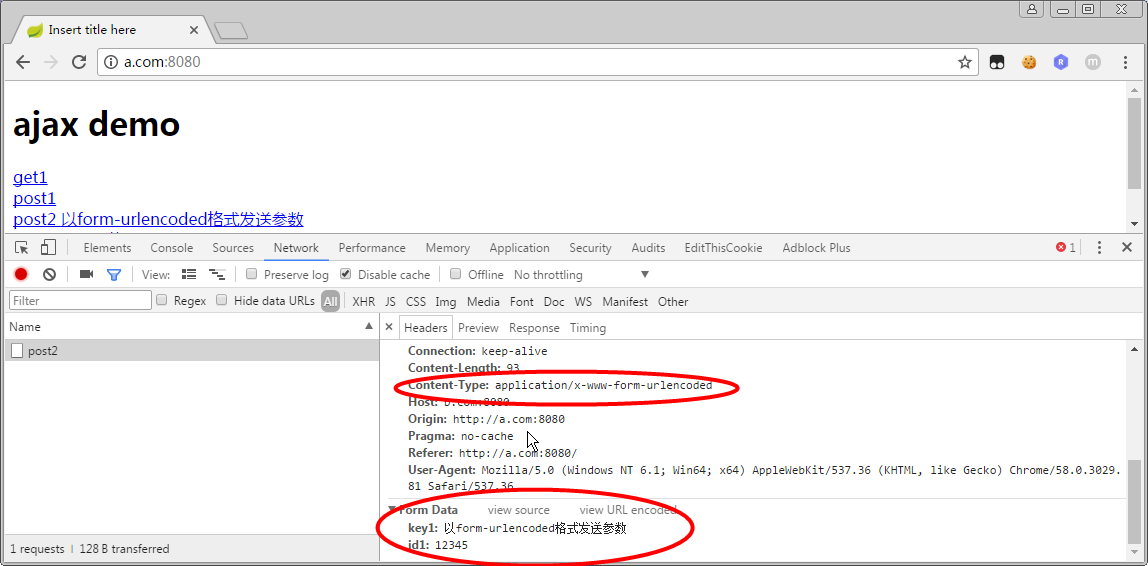 Insert title here
a.com:8080
ajax demo
get1
post1
post2 以form-urlencoded格式发送参数
Elements Console Sources Network Performance Memory Application Security Audits EditThisCookie Adblock Plus 1
View: Preserve log Disable cache Offline No throttling
Filter Regex Hide data URLs All XHR JS CSS Img Media Font Doc WS Manifest Other
Name
Headers Preview Response Timing
post2
Connection: keep-alive
Content-Length: 93
Content-Type: application/x-www-form-urlencoded
Host: b.com:8080
Origin: http://a.com:8080
Pragma: no-cache
Referer: http://a.com:8080/
User-Agent: Mozilla/5.0 (Windows NT 6.1; Win64; x64) AppleWebKit/537.36 (KHTML, like Gecko) Chrome/58.0.3029.
81 Safari/537.36
Form Data view source view URL encoded
key1: 以form-urlencoded格式发送参数
id1: 12345
1 requests 128 B transferred